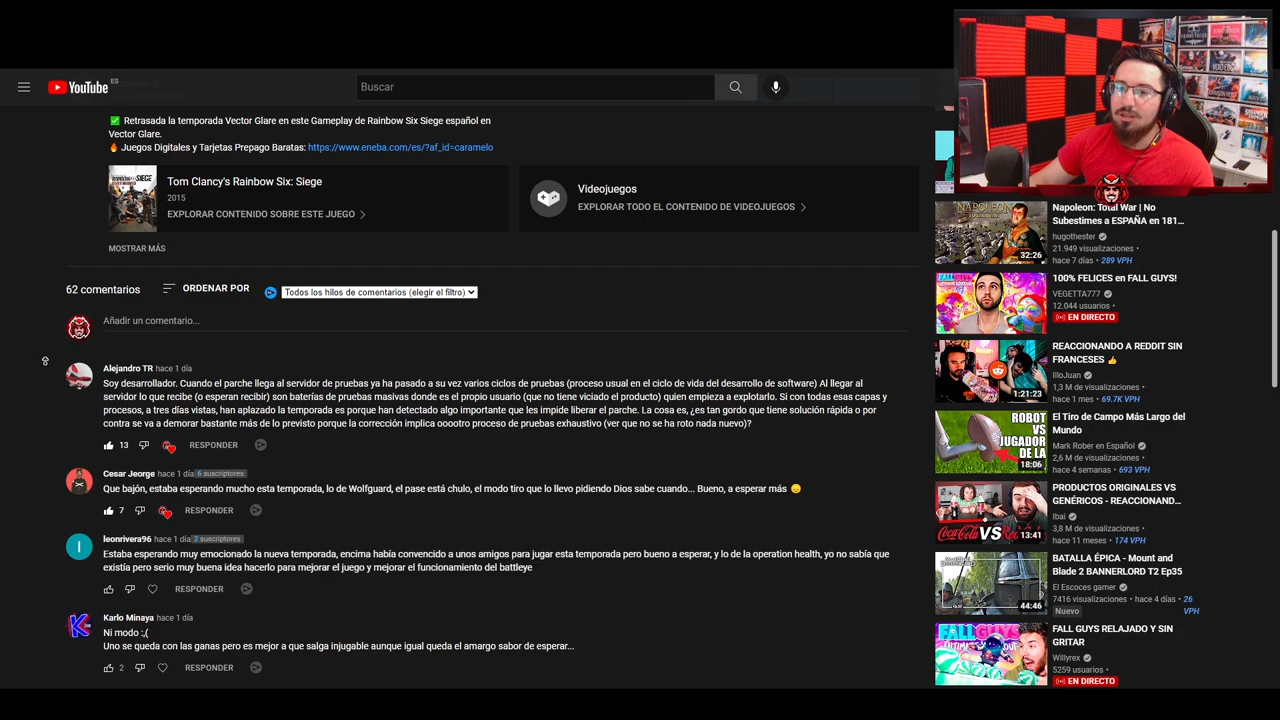 YouTube ES
Buscar
✅ Retrasada la temporada Vector Glare en este Gameplay de Rainbow Six Siege español en
Vector Glare.
🔥 Juegos Digitales y Tarjetas Prepago Baratas: https://www.eneba.com/es/?af_id=caramelo
Tom Clancy's Rainbow Six: Siege
2015
EXPLORAR CONTENIDO SOBRE ESTE JUEGO
Videojuegos
EXPLORAR TODO EL CONTENIDO DE VIDEOJUEGOS
MOSTRAR MÁS
62 comentarios
ORDENAR POR
Todos los hilos de comentarios (elegir el filtro)
Añadir un comentario...
Alejandro TR hace 1 día
Soy desarrollador. Cuando el parche llega al servidor de pruebas ya ha pasado a su vez varios ciclos de pruebas (proceso usual en el ciclo de vida del desarrollo de software) Al llegar al
servidor lo que recibe (o esperan recibir) son baterías de pruebas masivas donde es el propio usuario (que no tiene viciado el producto) quien empieza a explotarlo. Si con todas esas capas y
procesos, a tres días vistas, han aplazado la temporada es porque han detectado algo importante que les impide liberar el parche. La cosa es, ¿es tan gordo que tiene solución rápida o por
contra se va a demorar bastante más de lo previsto porque la corrección implica ooootro proceso de pruebas exhaustivo (ver que no se ha roto nada nuevo)?
13
RESPONDER
Cesar Jeorge hace 1 día 6 suscriptores
Que bajón, estaba esperando mucho esta temporada, lo de Wolfguard, el pase está chulo, el modo tiro que lo llevo pidiendo Dios sabe cuando... Bueno, a esperar más 😞
7
RESPONDER
leonrivera96 hace 1 día 2 suscriptores
Estaba esperando muy emocionado la nueva temporada, encima había convencido a unos amigos para jugar esta temporada pero bueno a esperar, y lo de la operation health, yo no sabía que
existía pero serio muy buena idea hacerlo para mejorar el juego y mejorar el funcionamiento del battleye
RESPONDER
Karlo Minaya hace 1 día
Ni modo :,(
Uno se queda con las ganas pero es mejor a que salga injugable aunque igual queda el amargo sabor de esperar...
2
RESPONDER
NAPOLEON
32:26
Napoleon: Total War | No
Subestimes a ESPAÑA en 181...
hugothester
21.949 visualizaciones •
hace 7 días • 289 VPH
100% FELICES en FALL GUYS!
VEGETTA777
12.044 usuarios •
EN DIRECTO
1:21:23
REACCIONANDO A REDDIT SIN
FRANCESES 👍
IlloJuan
1,3 M de visualizaciones •
hace 1 mes • 69.7K VPH
ROBOT
VS
JUGADOR
DE LA
18:06
El Tiro de Campo Más Largo del
Mundo
Mark Rober en Español
2,6 M de visualizaciones •
hace 4 semanas • 693 VPH
Coca-Cola VS
13:41
PRODUCTOS ORIGINALES VS
GENÉRICOS - REACCIONAND...
Ibai
3,8 M de visualizaciones •
hace 11 meses • 174 VPH
44:46
BATALLA ÉPICA - Mount and
Blade 2 BANNERLORD T2 Ep35
El Escoces gamer
7416 visualizaciones • hace 4 días • 26
VPH
Nuevo
FALL GUYS
FALL GUYS RELAJADO Y SIN
GRITAR
Willyrex
5259 usuarios •
EN DIRECTO